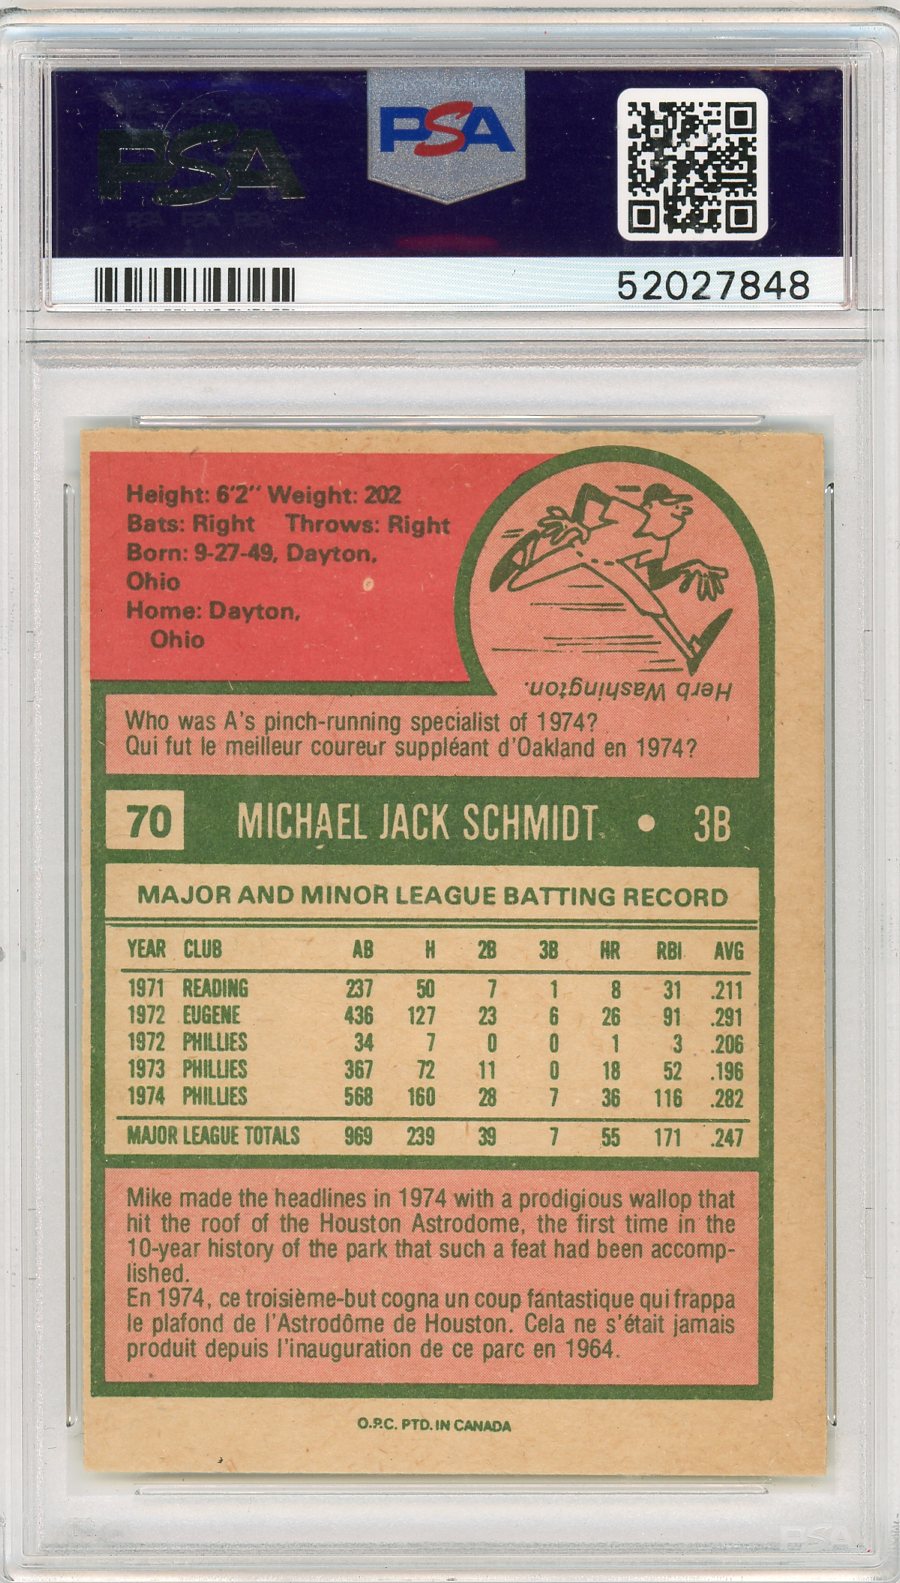 PSA
PSA
PSA PSA PSA
52027848
Height: 6'2" Weight: 202
Bats: Right Throws: Right
Born: 9-27-49, Dayton,
Ohio
Home: Dayton,
Ohio
Herb Washington.
Who was A's pinch-running specialist of 1974?
Qui fut le meilleur coureur suppléant d'Oakland en 1974?
70 MICHAEL JACK SCHMIDT • 3B
MAJOR AND MINOR LEAGUE BATTING RECORD
YEAR CLUB AB H 2B 3B HR RBI AVG
1971 READING 237 50 7 1 8 31 .211
1972 EUGENE 436 127 23 6 26 91 .291
1972 PHILLIES 34 7 0 0 1 3 .206
1973 PHILLIES 367 72 11 0 18 52 .196
1974 PHILLIES 568 160 28 7 36 116 .282
MAJOR LEAGUE TOTALS 969 239 39 7 55 171 .247
Mike made the headlines in 1974 with a prodigious wallop that
hit the roof of the Houston Astrodome, the first time in the
10-year history of the park that such a feat had been accomp-
lished.
En 1974, ce troisième-but cogna un coup fantastique qui frappa
le plafond de l'Astrodôme de Houston. Cela ne s'était jamais
produit depuis l'inauguration de ce parc en 1964.
O.P.C. PTD. IN CANADA
PSA